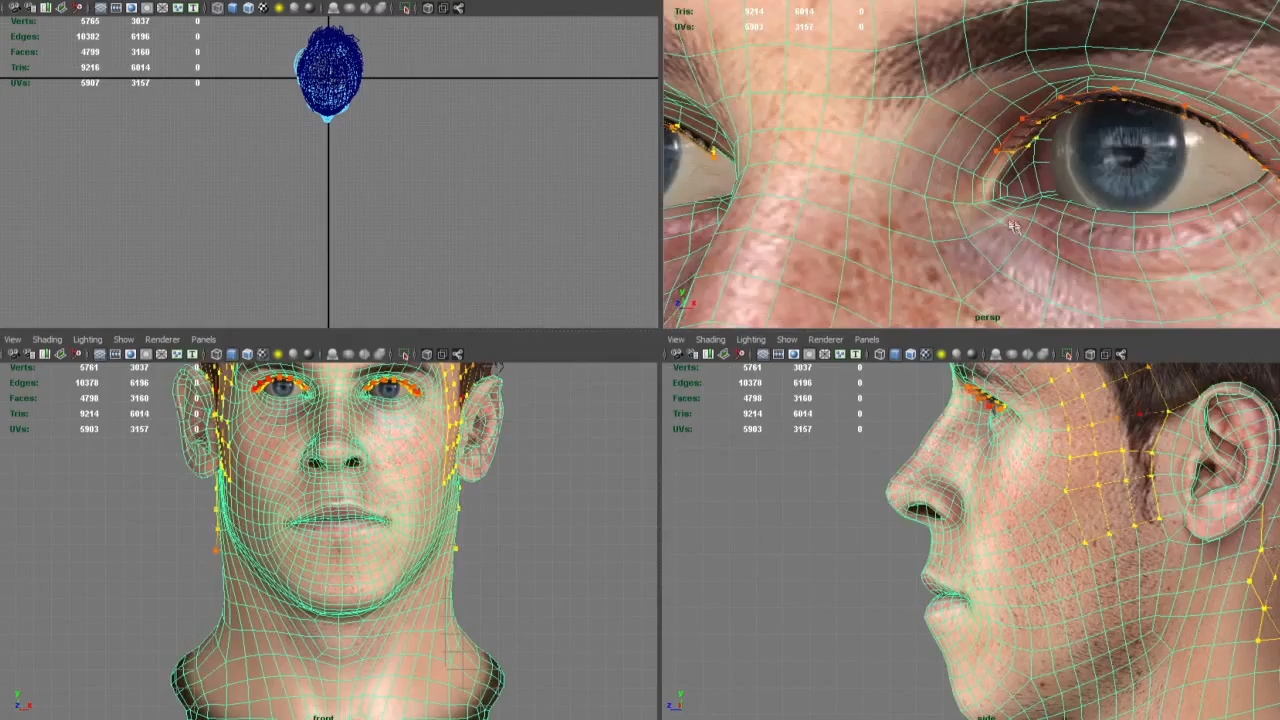 Verts: 5765 3037 0
Edges: 10382 6196 0
Faces: 4799 3160 0
Tris: 9216 6014 0
UVs: 5907 3157 0
Tris: 9214 6014 0
UVs: 5903 3157 0
y
z x
persp
View Shading Lighting Show Renderer Panels
Verts: 5761 3037 0
Edges: 10378 6196 0
Faces: 4798 3160 0
Tris: 9214 6014 0
UVs: 5903 3157 0
y
z x
front
View Shading Lighting Show Renderer Panels
Verts: 5761 3037 0
Edges: 10378 6196 0
Faces: 4798 3160 0
Tris: 9214 6014 0
UVs: 5903 3157 0
y
z
side